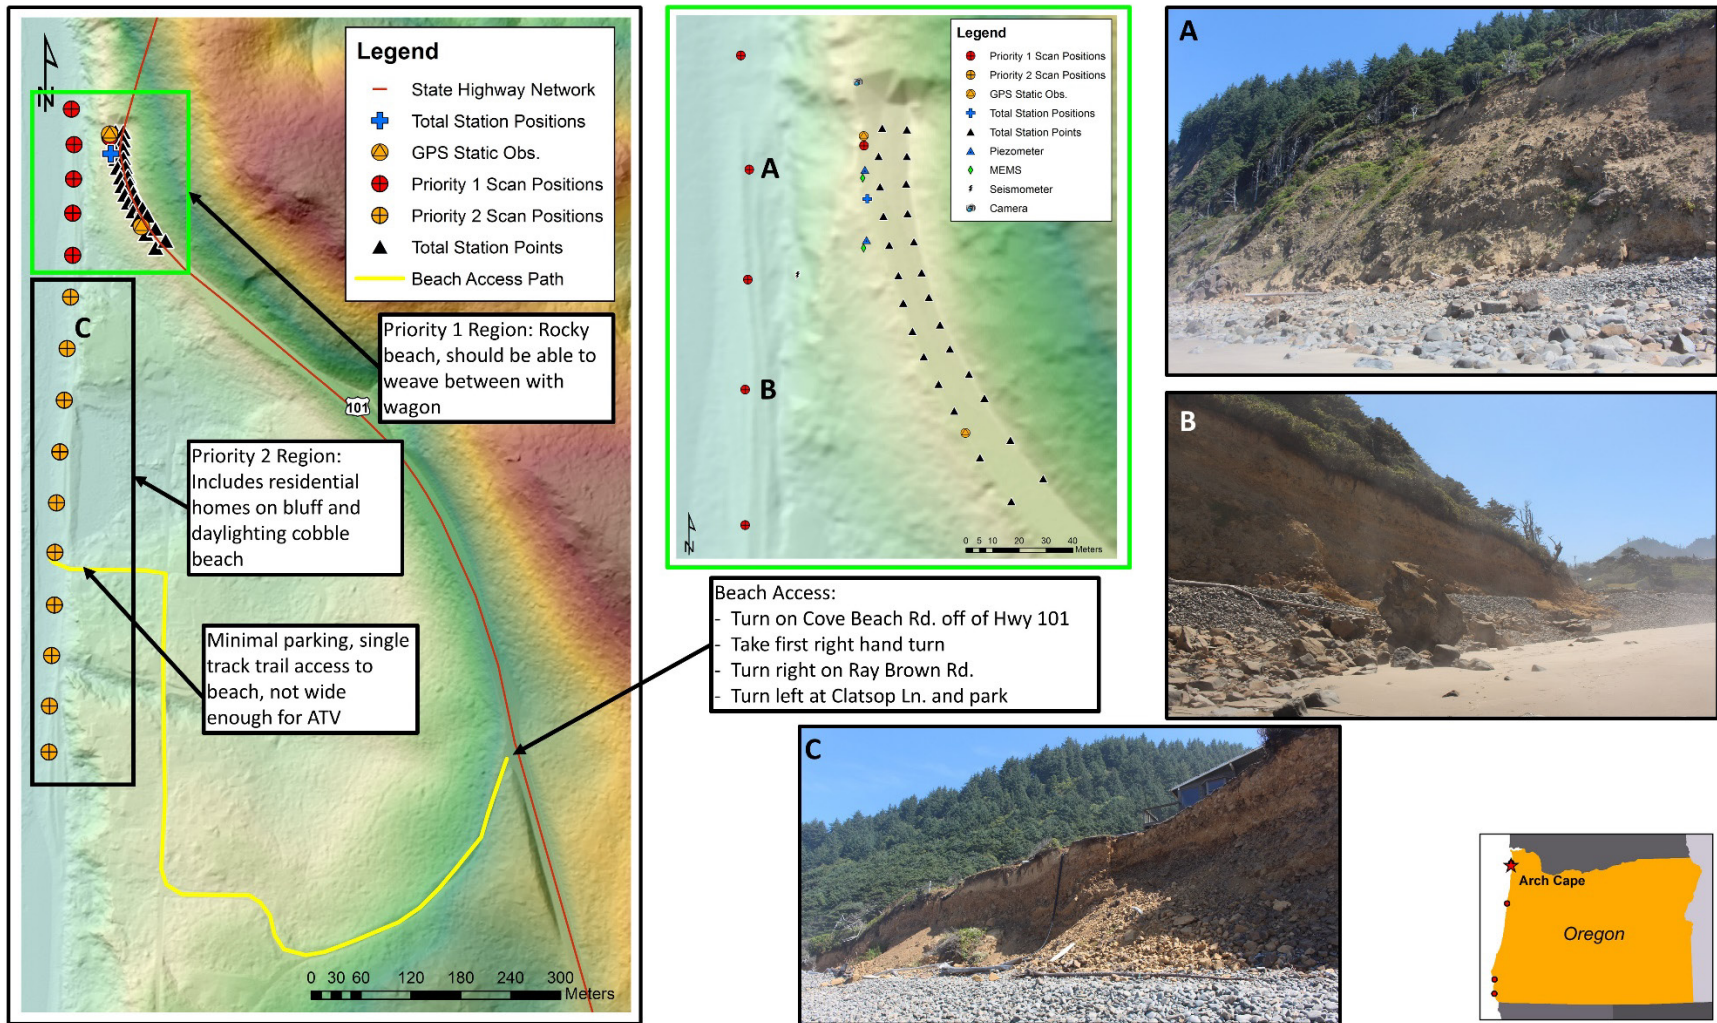 N
Legend
State Highway Network
Total Station Positions
GPS Static Obs.
Priority 1 Scan Positions
Priority 2 Scan Positions
Total Station Points
Beach Access Path
C
Priority 1 Region: Rocky
beach, should be able to
weave between with
wagon
101
Priority 2 Region:
Includes residential
homes on bluff and
daylighting cobble
beach
Minimal parking, single
track trail access to
beach, not wide
enough for ATV
0 30 60 120 180 240 300
Meters
Legend
Priority 1 Scan Positions
Priority 2 Scan Positions
GPS Static Obs.
Total Station Positions
Total Station Points
Piezometer
MEMS
Seismometer
Camera
A
B
N
0 5 10 20 30 40
Meters
Beach Access:
- Turn on Cove Beach Rd. off of Hwy 101
- Take first right hand turn
- Turn right on Ray Brown Rd.
- Turn left at Clatsop Ln. and park
A
B
C
Arch Cape
Oregon